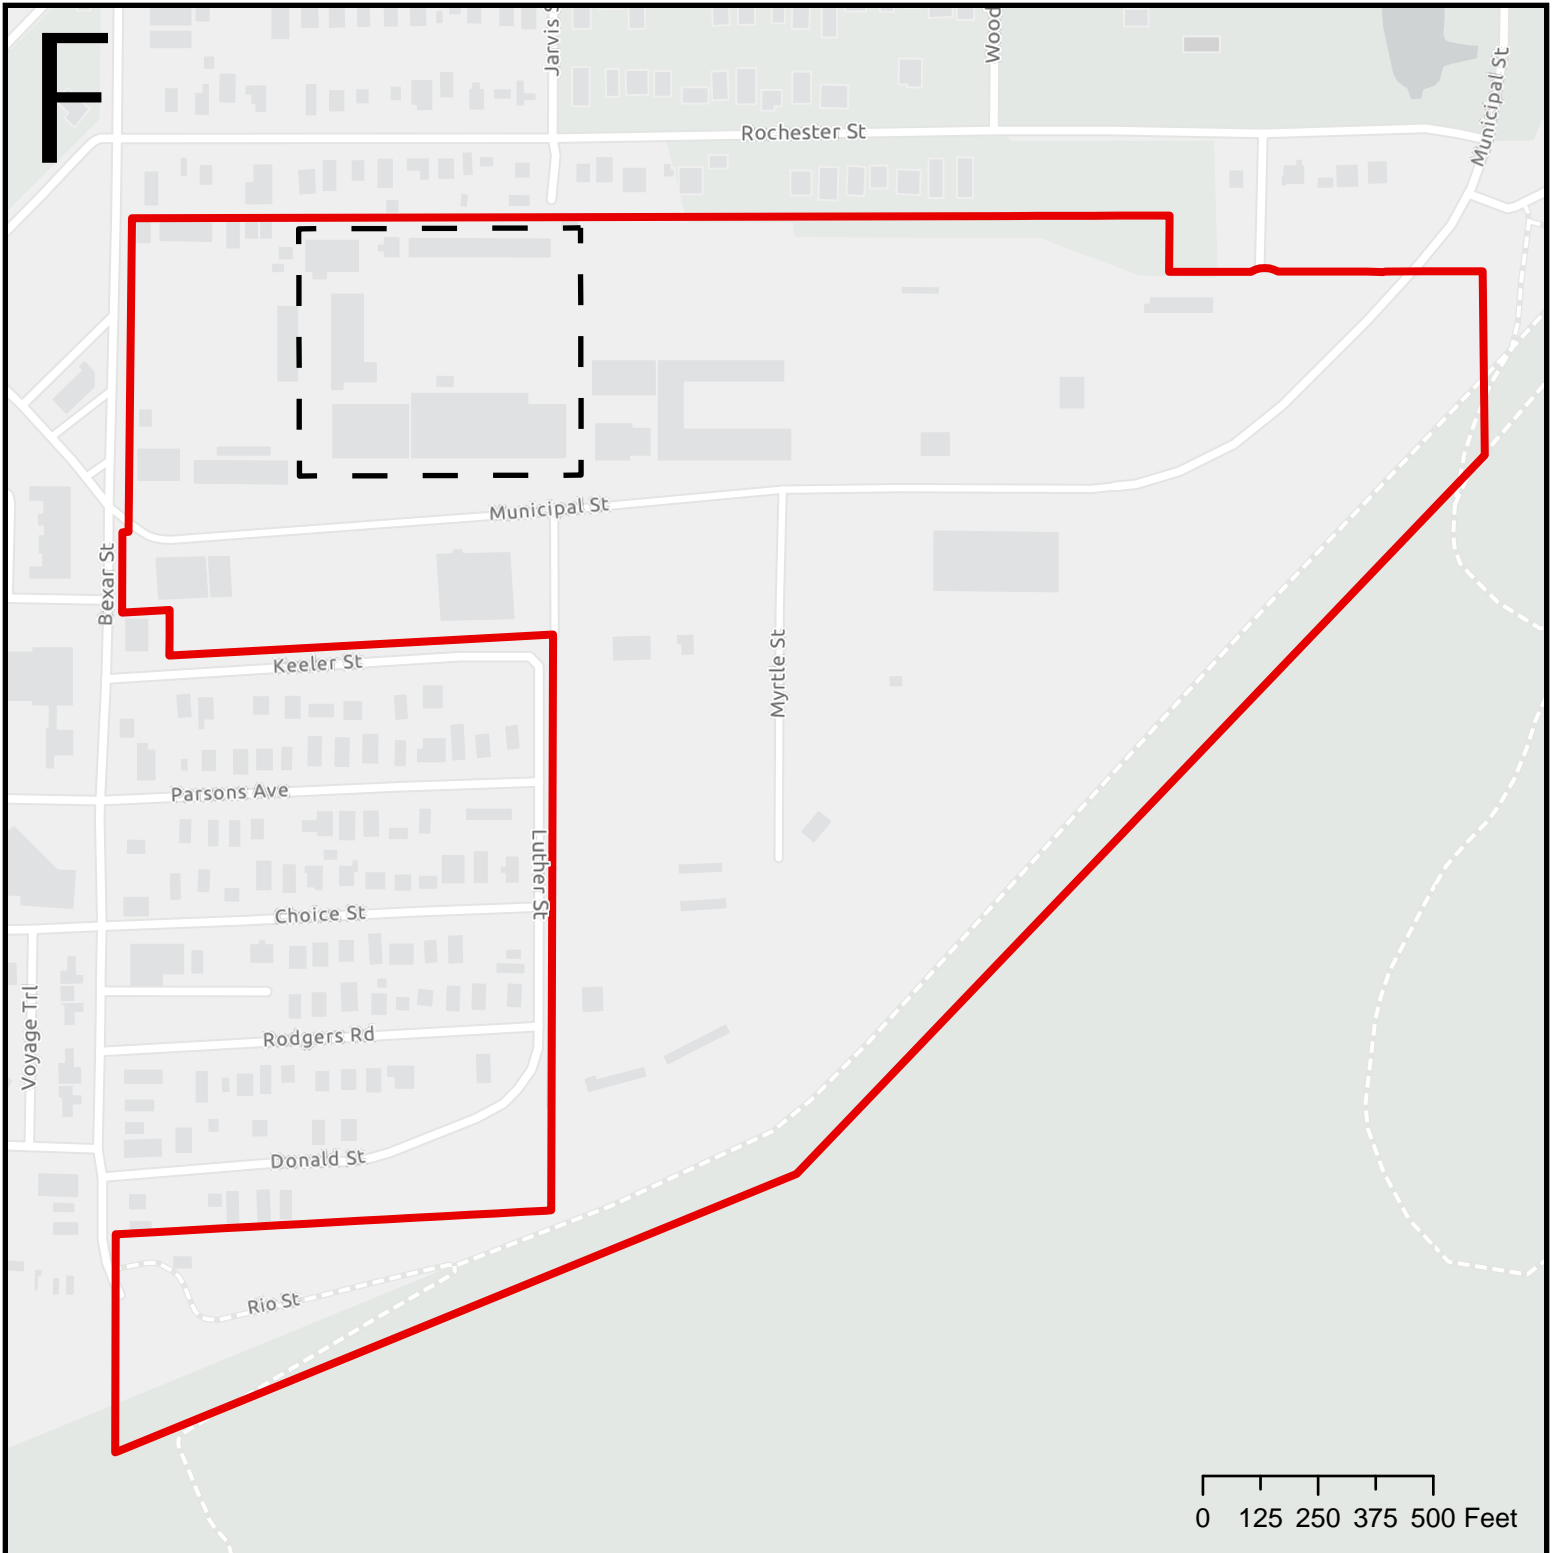 F
Jarvis S
Wood
Municipal St
Rochester St
Municipal St
Bexar St
Keeler St
Myrtle St
Parsons Ave
Luther St
Choice St
Voyage Trl
Rodgers Rd
Donald St
Rio St
0 125 250 375 500 Feet